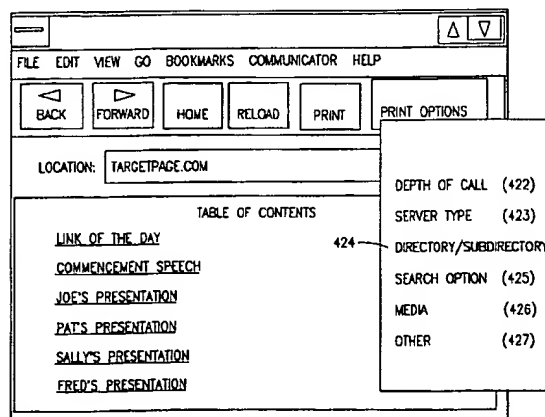 FILE EDIT VIEW GO BOOKMARKS COMMUNICATOR HELP
BACK FORWARD HOME RELOAD PRINT PRINT OPTIONS
LOCATION: TARGETPAGE.COM
TABLE OF CONTENTS
LINK OF THE DAY
COMMENCEMENT SPEECH
JOE'S PRESENTATION
PAT'S PRESENTATION
SALLY'S PRESENTATION
FRED'S PRESENTATION
DEPTH OF CALL (422)
SERVER TYPE (423)
424 DIRECTORY/SUBDIRECTORY
SEARCH OPTION (425)
MEDIA (426)
OTHER (427)